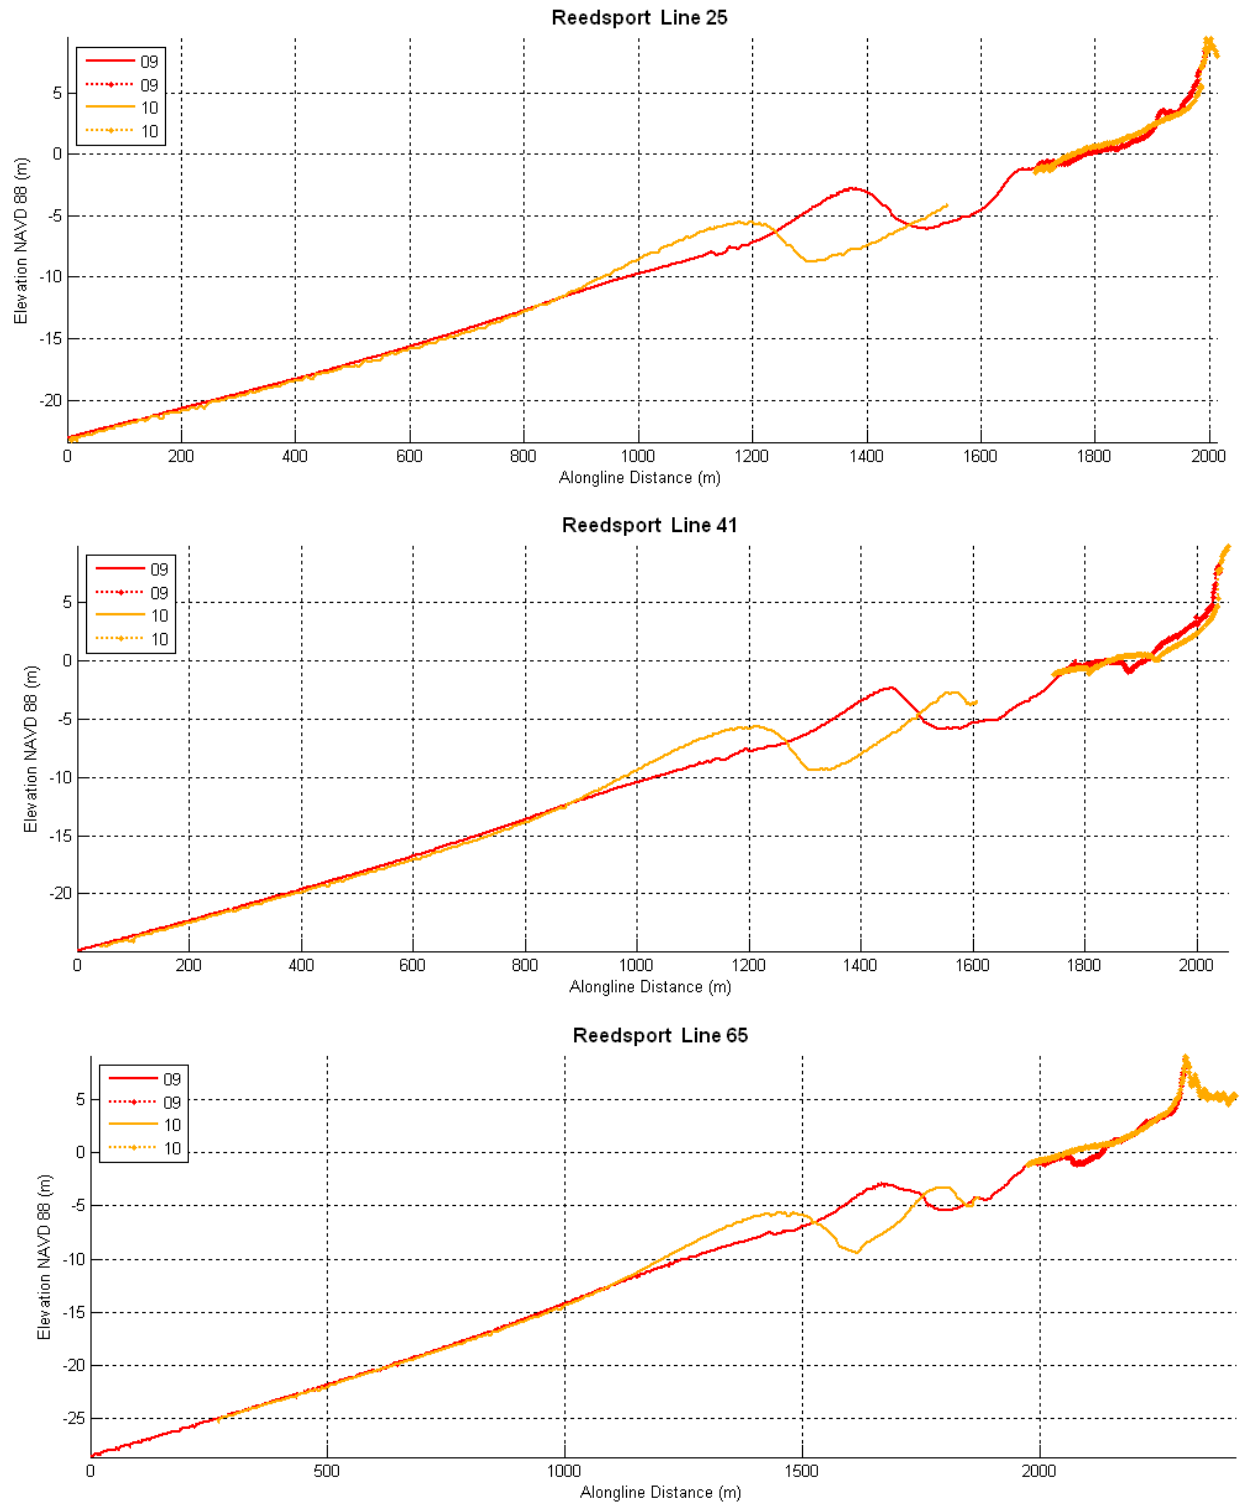 Reedsport Line 25
09
09
10
10
5
0
-5
-10
-15
-20
Elevation NAVD 88 (m)
0 200 400 600 800 1000 1200 1400 1600 1800 2000
Alongline Distance (m)
Reedsport Line 41
09
09
10
10
5
0
-5
-10
-15
-20
Elevation NAVD 88 (m)
0 200 400 600 800 1000 1200 1400 1600 1800 2000
Alongline Distance (m)
Reedsport Line 65
09
09
10
10
5
0
-5
-10
-15
-20
-25
Elevation NAVD 88 (m)
0 500 1000 1500 2000
Alongline Distance (m)